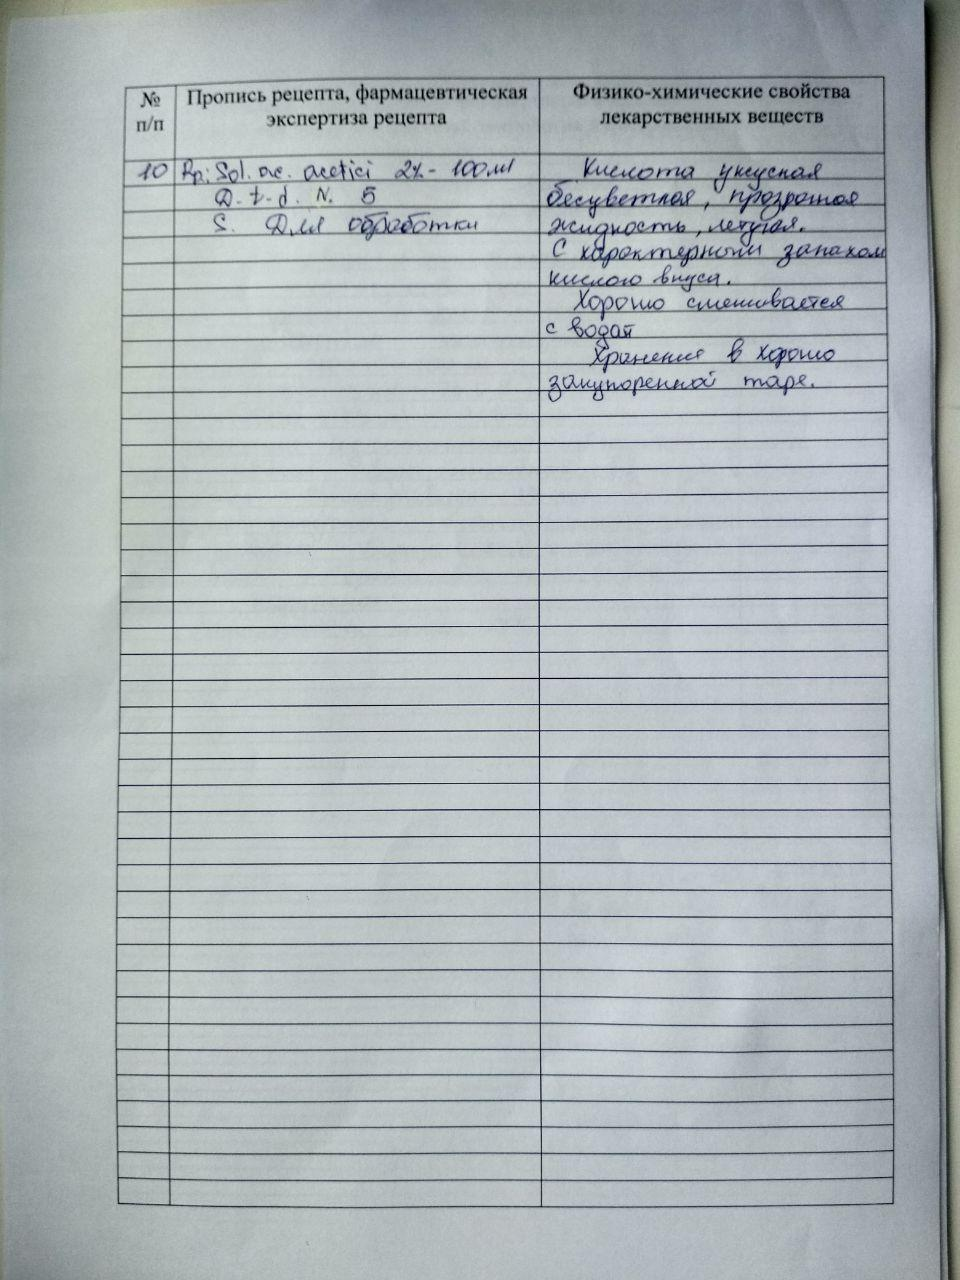 № п/п
Пропись рецепта, фармацевтическая
экспертиза рецепта
Физико-химические свойства
лекарственных веществ
10
Rp: Sol. ac. acetici 2% - 100 ml
D. t. d. N. 5
S. Для обработки
Кислота уксусная
бесцветная, прозрачная
жидкость, летучая.
С характерным запахом
кислого вкуса.
Хорошо смешивается
с водой
Хранение в хорошо
закупоренной таре.